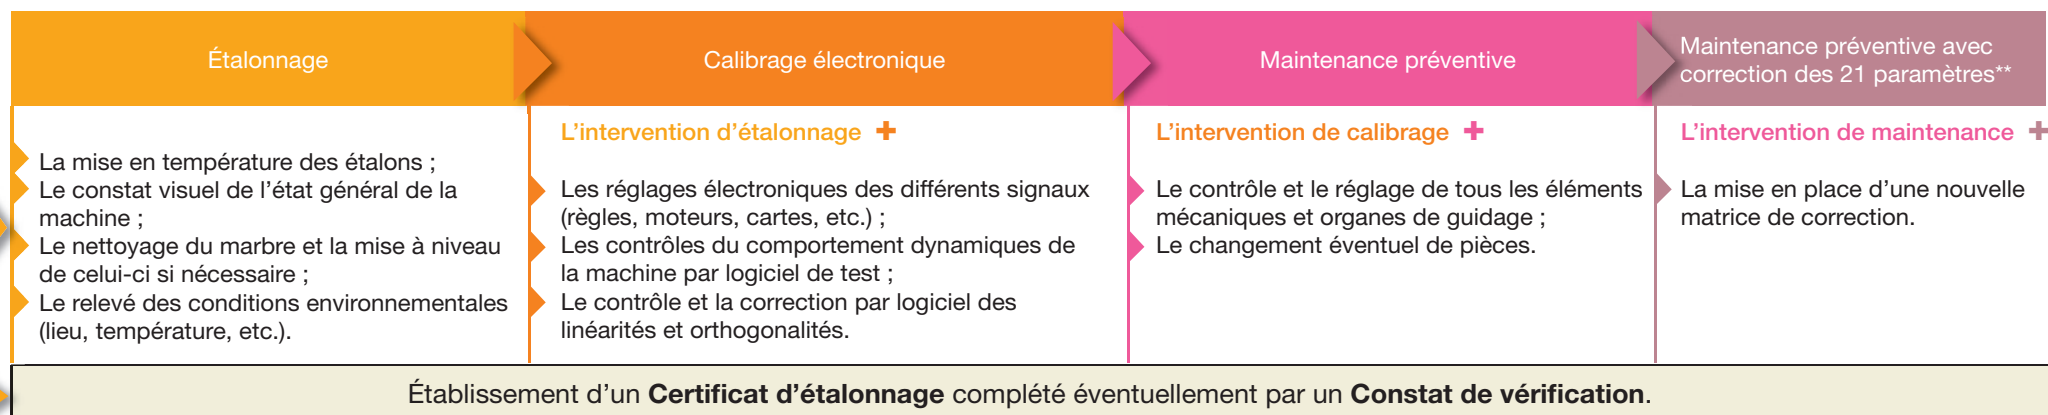 Étalonnage
Calibrage électronique
Maintenance préventive
Maintenance préventive avec
correction des 21 paramètres**
La mise en température des étalons ;
Le constat visuel de l’état général de la
machine ;
Le nettoyage du marbre et la mise à niveau
de celui-ci si nécessaire ;
Le relevé des conditions environnementales
(lieu, température, etc.).
L’intervention d’étalonnage +
Les réglages électroniques des différents signaux
(règles, moteurs, cartes, etc.) ;
Les contrôles du comportement dynamiques de
la machine par logiciel de test ;
Le contrôle et la correction par logiciel des
linéarités et orthogonalités.
L’intervention de calibrage +
Le contrôle et le réglage de tous les éléments
mécaniques et organes de guidage ;
Le changement éventuel de pièces.
L’intervention de maintenance +
La mise en place d’une nouvelle
matrice de correction.
Établissement d’un Certificat d’étalonnage complété éventuellement par un Constat de vérification.